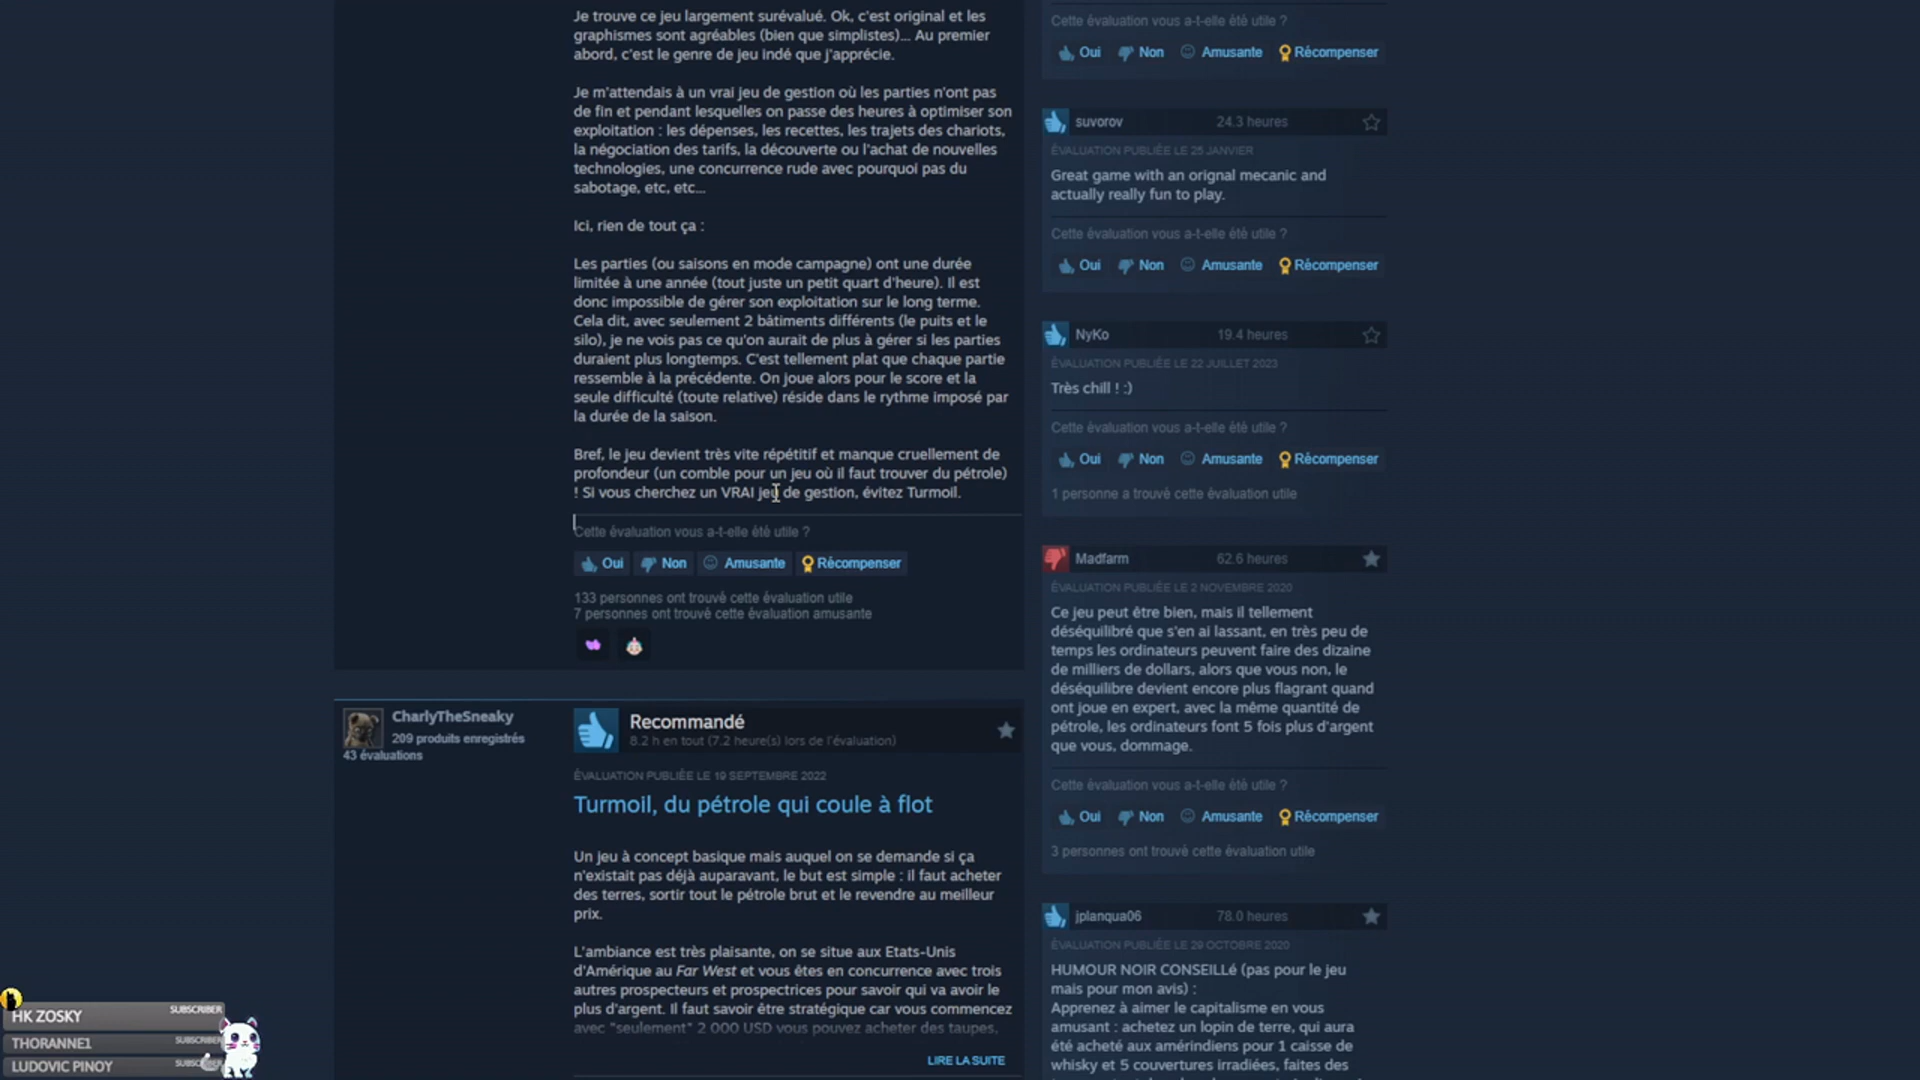 Je trouve ce jeu largement surévalué. Ok, c'est original et les
graphismes sont agréables (bien que simplistes)... Au premier
abord, c'est le genre de jeu indé que j'apprécie.
Je m'attendais à un vrai jeu de gestion où les parties n'ont pas
de fin et pendant lesquelles on passe des heures à optimiser son
exploitation : les dépenses, les recettes, les trajets des chariots,
la négociation des tarifs, la découverte ou l'achat de nouvelles
technologies, une concurrence rude avec pourquoi pas du
sabotage, etc, etc...
Ici, rien de tout ça :
Les parties (ou saisons en mode campagne) ont une durée
limitée à une année (tout juste un petit quart d'heure). Il est
donc impossible de gérer son exploitation sur le long terme.
Cela dit, avec seulement 2 bâtiments différents (le puits et le
silo), je ne vois pas ce qu'on aurait de plus à gérer si les parties
duraient plus longtemps. C'est tellement plat que chaque partie
ressemble à la précédente. On joue alors pour le score et la
seule difficulté (toute relative) réside dans le rythme imposé par
la durée de la saison.
Bref, le jeu devient très vite répétitif et manque cruellement de
profondeur (un comble pour un jeu où il faut trouver du pétrole)
! Si vous cherchez un VRAI jeu de gestion, évitez Turmoil.
Cette évaluation vous a-t-elle été utile ?
Oui Non Amusante Récompenser
133 personnes ont trouvé cette évaluation utile
7 personnes ont trouvé cette évaluation amusante
CharlyTheSneaky
209 produits enregistrés
43 évaluations
Recommandé
8.2 h en tout (7.2 heure(s) lors de l'évaluation)
ÉVALUATION PUBLIÉE LE 19 SEPTEMBRE 2022
Turmoil, du pétrole qui coule à flot
Un jeu à concept basique mais auquel on se demande si ça
n'existait pas déjà auparavant, le but est simple : il faut acheter
des terres, sortir tout le pétrole brut et le revendre au meilleur
prix.
L'ambiance est très plaisante, on se situe aux Etats-Unis
d'Amérique au Far West et vous êtes en concurrence avec trois
autres prospecteurs et prospectrices pour savoir qui va avoir le
plus d'argent. Il faut savoir être stratégique car vous commencez
avec "seulement" 2 000 USD vous pouvez acheter des taupes,
LIRE LA SUITE
Cette évaluation vous a-t-elle été utile ?
Oui Non Amusante Récompenser
suvorov 24.3 heures
ÉVALUATION PUBLIÉE LE 25 JANVIER
Great game with an orignal mecanic and
actually really fun to play.
Cette évaluation vous a-t-elle été utile ?
Oui Non Amusante Récompenser
NyKo 19.4 heures
ÉVALUATION PUBLIÉE LE 22 JUILLET 2023
Très chill ! :)
Cette évaluation vous a-t-elle été utile ?
Oui Non Amusante Récompenser
1 personne a trouvé cette évaluation utile
Madfarm 62.6 heures
ÉVALUATION PUBLIÉE LE 2 NOVEMBRE 2020
Ce jeu peut être bien, mais il tellement
déséquilibré que s'en ai lassant, en très peu de
temps les ordinateurs peuvent faire des dizaine
de milliers de dollars, alors que vous non, le
déséquilibre devient encore plus flagrant quand
ont joue en expert, avec la même quantité de
pétrole, les ordinateurs font 5 fois plus d'argent
que vous, dommage.
Cette évaluation vous a-t-elle été utile ?
Oui Non Amusante Récompenser
3 personnes ont trouvé cette évaluation utile
jplanqua06 78.0 heures
ÉVALUATION PUBLIÉE LE 29 OCTOBRE 2020
HUMOUR NOIR CONSEILLé (pas pour le jeu
mais pour mon avis) :
Apprenez à aimer le capitalisme en vous
amusant : achetez un lopin de terre, qui aura
été acheté aux amérindiens pour 1 caisse de
whisky et 5 couvertures irradiées, faites des
HK ZOSKY SUBSCRIBER
THORANNE1 SUBSCRIBER
LUDOVIC PINOY